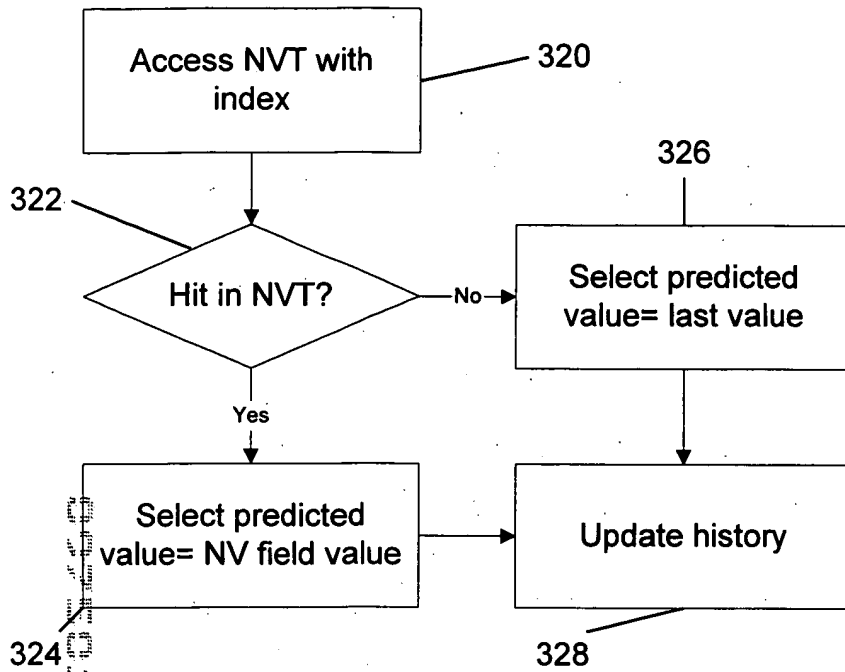 Access NVT with
index
320
326
322
Hit in NVT?
No
Select predicted
value= last value
Yes
Select predicted
value= NV field value
Update history
324
328